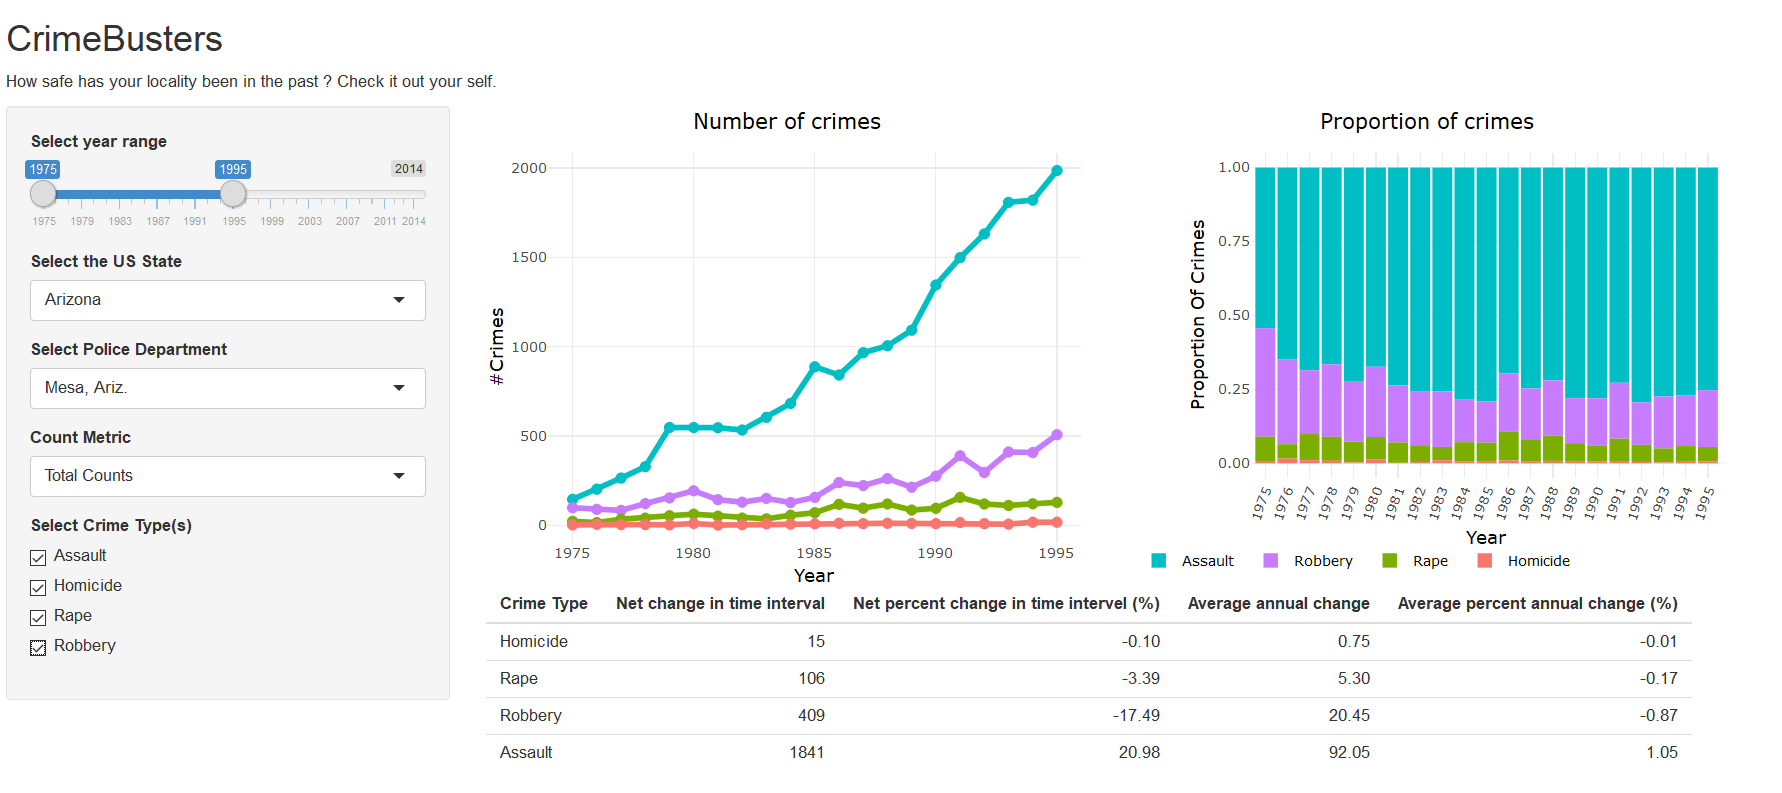 CrimeBusters
How safe has your locality been in the past ? Check it out your self.
Select year range
1975 1995 2014
1975 1979 1983 1987 1991 1995 1999 2003 2007 2011 2014
Select the US State
Arizona
Select Police Department
Mesa, Ariz.
Count Metric
Total Counts
Select Crime Type(s)
Assault
Homicide
Rape
Robbery
Number of crimes
2000
1500
1000
500
0
#Crimes
1975 1980 1985 1990 1995
Year
Proportion of crimes
1.00
0.75
0.50
0.25
0.00
Proportion Of Crimes
1975 1976 1977 1978 1979 1980 1981 1982 1983 1984 1985 1986 1987 1988 1989 1990 1991 1992 1993 1994 1995
Year
Assault Robbery Rape Homicide
Crime Type Net change in time interval Net percent change in time intervel (%) Average annual change Average percent annual change (%)
Homicide 15 -0.10 0.75 -0.01
Rape 106 -3.39 5.30 -0.17
Robbery 409 -17.49 20.45 -0.87
Assault 1841 20.98 92.05 1.05